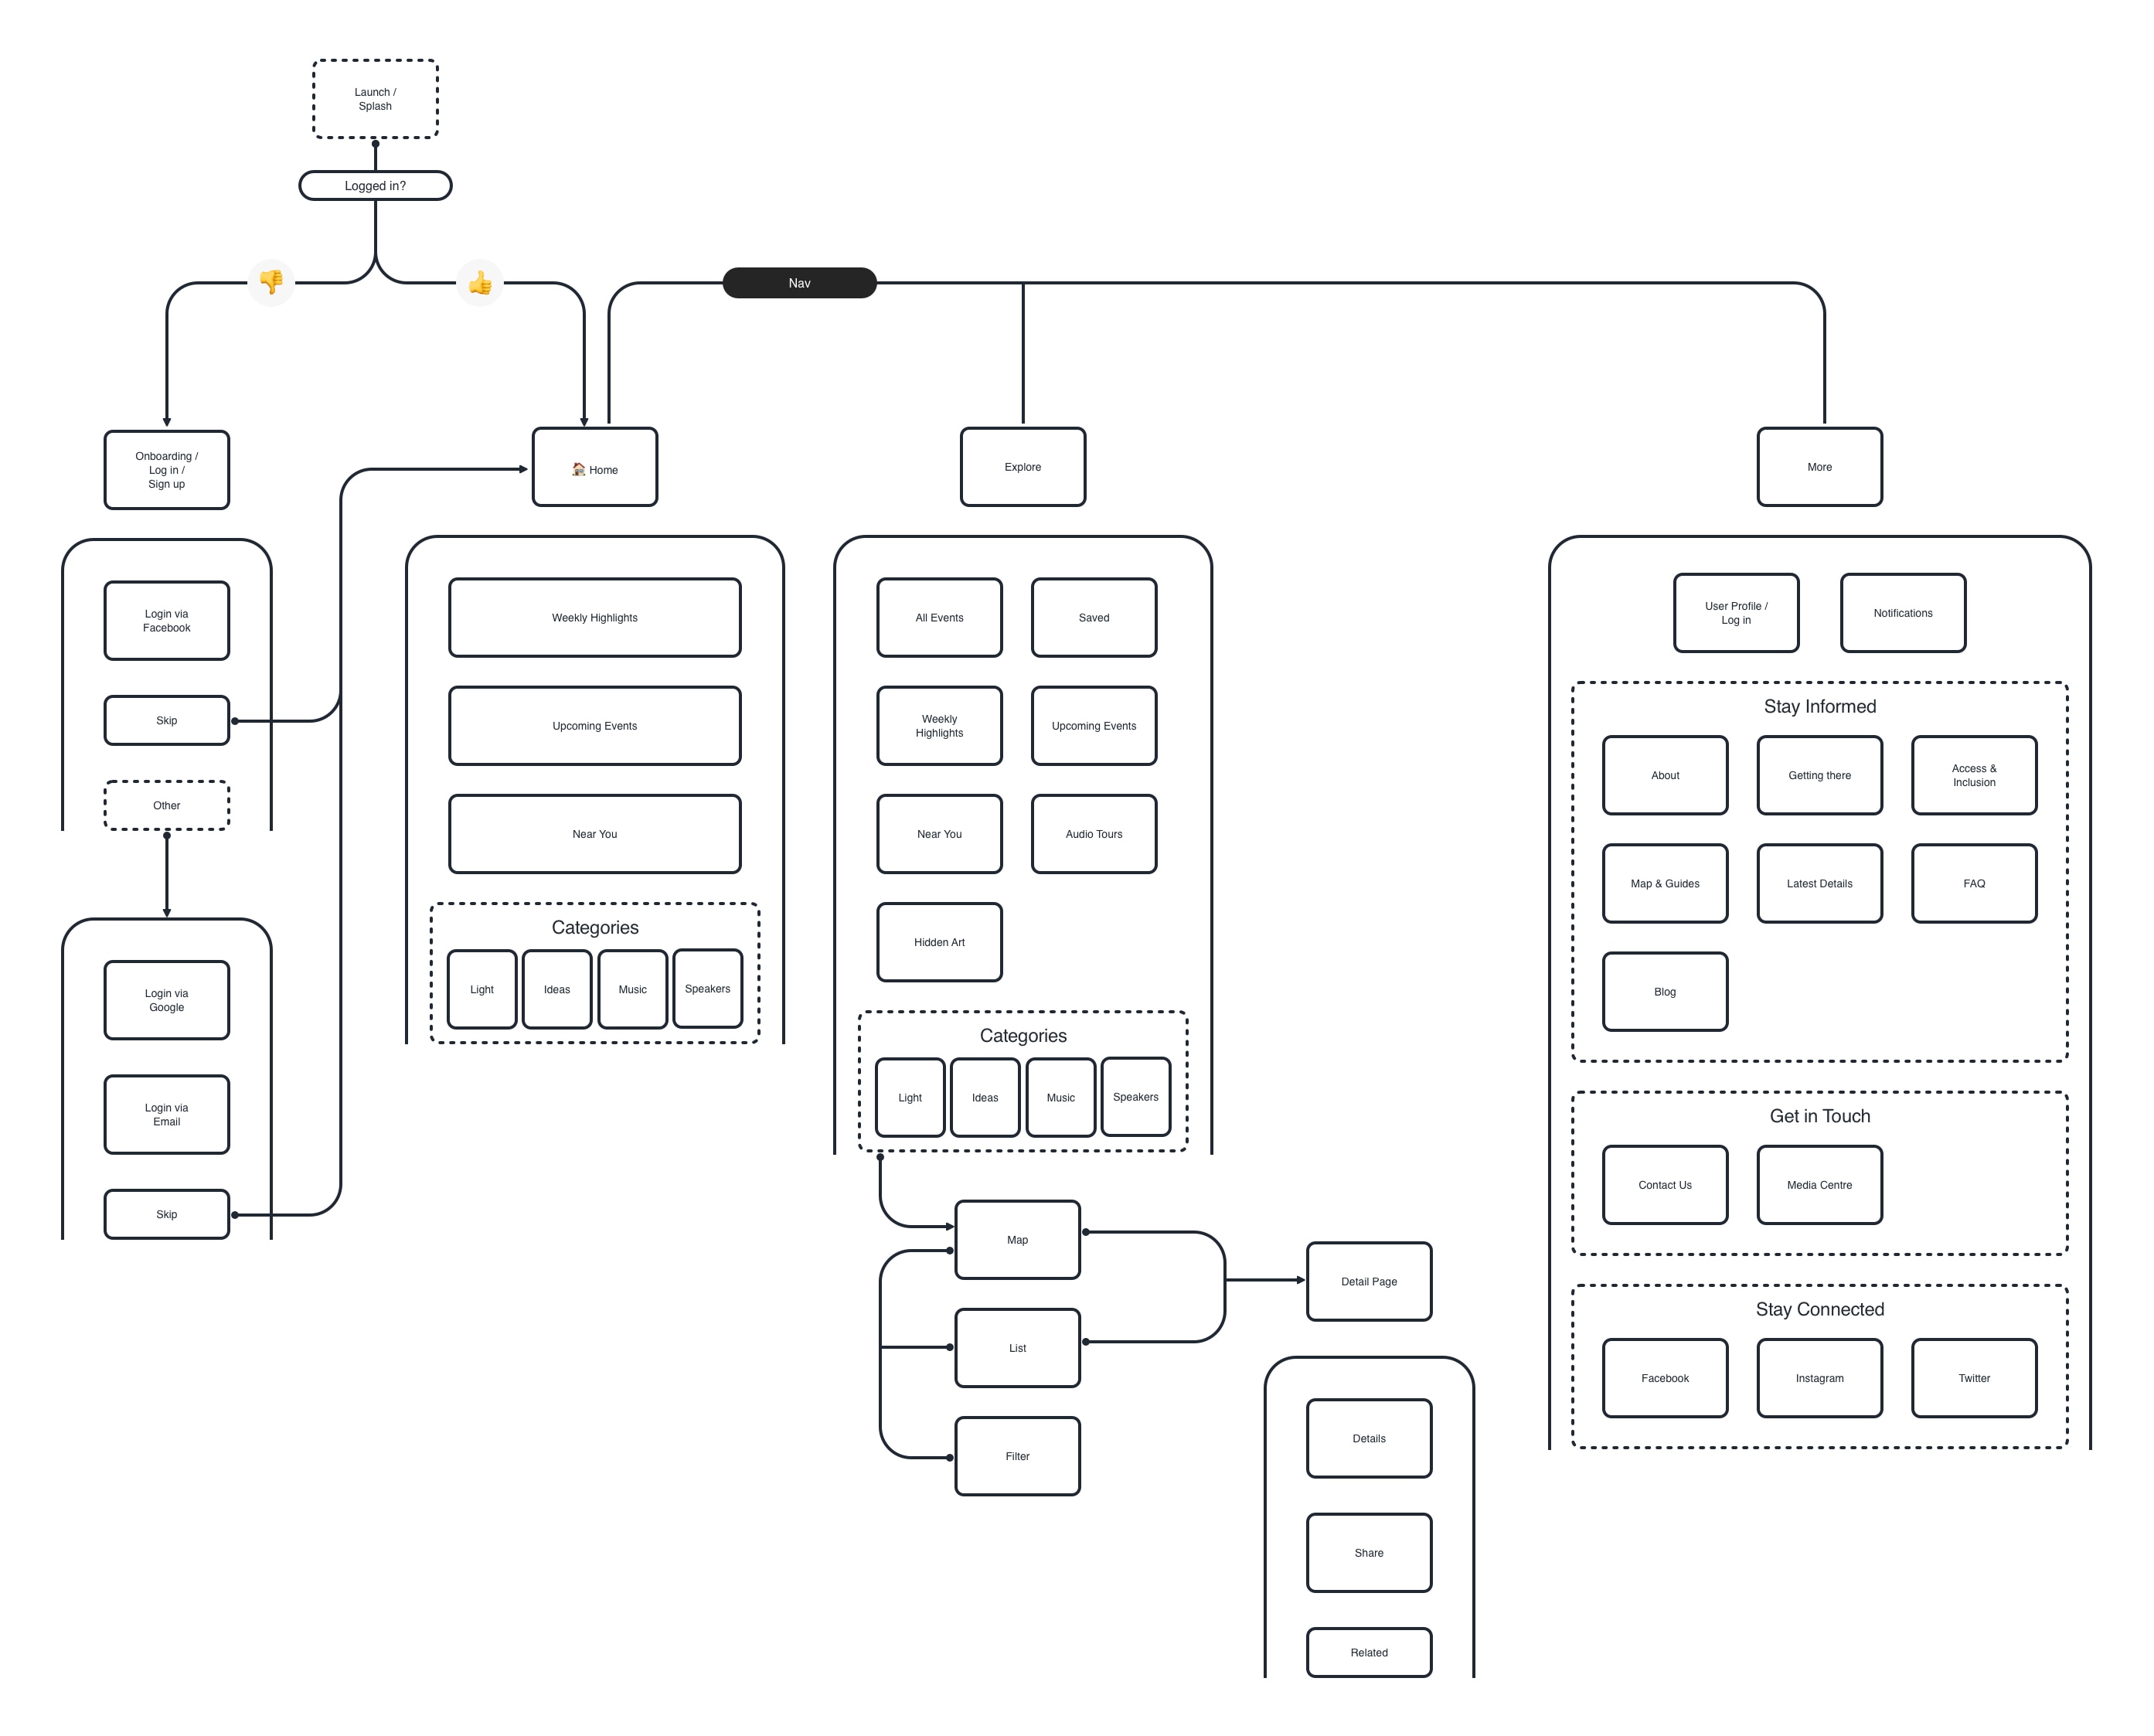 Launch /
Splash
Logged in?
Nav
Onboarding /
Log in /
Sign up
Home
Explore
More
Login via
Facebook
Skip
Other
Login via
Google
Login via
Email
Skip
Weekly Highlights
Upcoming Events
Near You
Categories
Light
Ideas
Music
Speakers
All Events
Saved
Weekly
Highlights
Upcoming Events
Near You
Audio Tours
Hidden Art
Categories
Light
Ideas
Music
Speakers
Map
List
Filter
Detail Page
Details
Share
Related
User Profile /
Log in
Notifications
Stay Informed
About
Getting there
Access &
Inclusion
Map & Guides
Latest Details
FAQ
Blog
Get in Touch
Contact Us
Media Centre
Stay Connected
Facebook
Instagram
Twitter